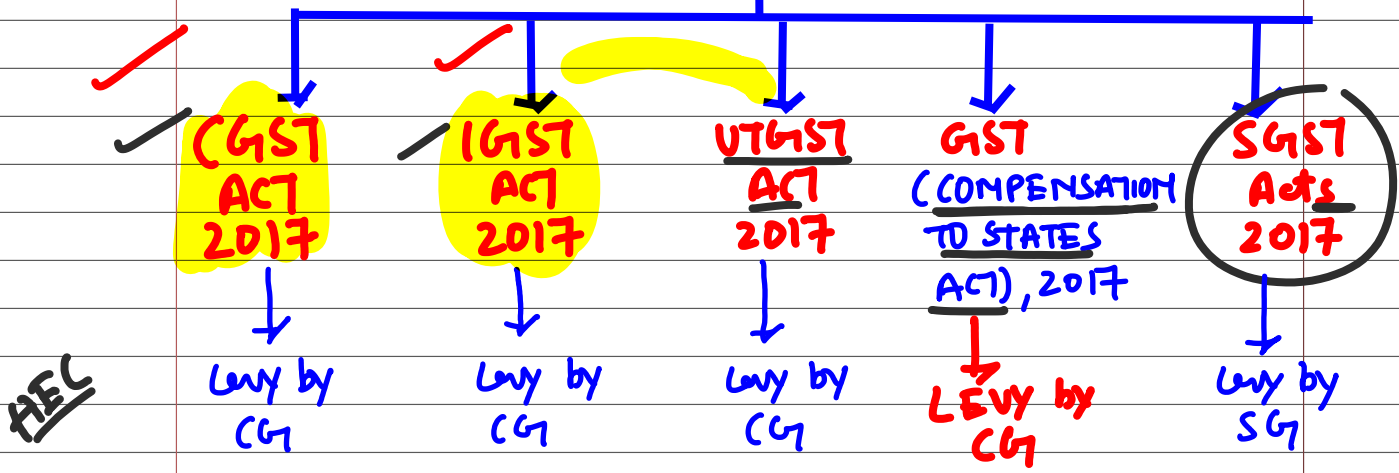 CGST
ACT
2017
Levy by
CG
IGST
ACT
2017
Levy by
CG
UTGST
ACT
2017
Levy by
CG
GST
(COMPENSATION
TO STATES
ACT), 2017
LEVY by
CG
SGST
Acts
2017
Levy by
SG
HEC